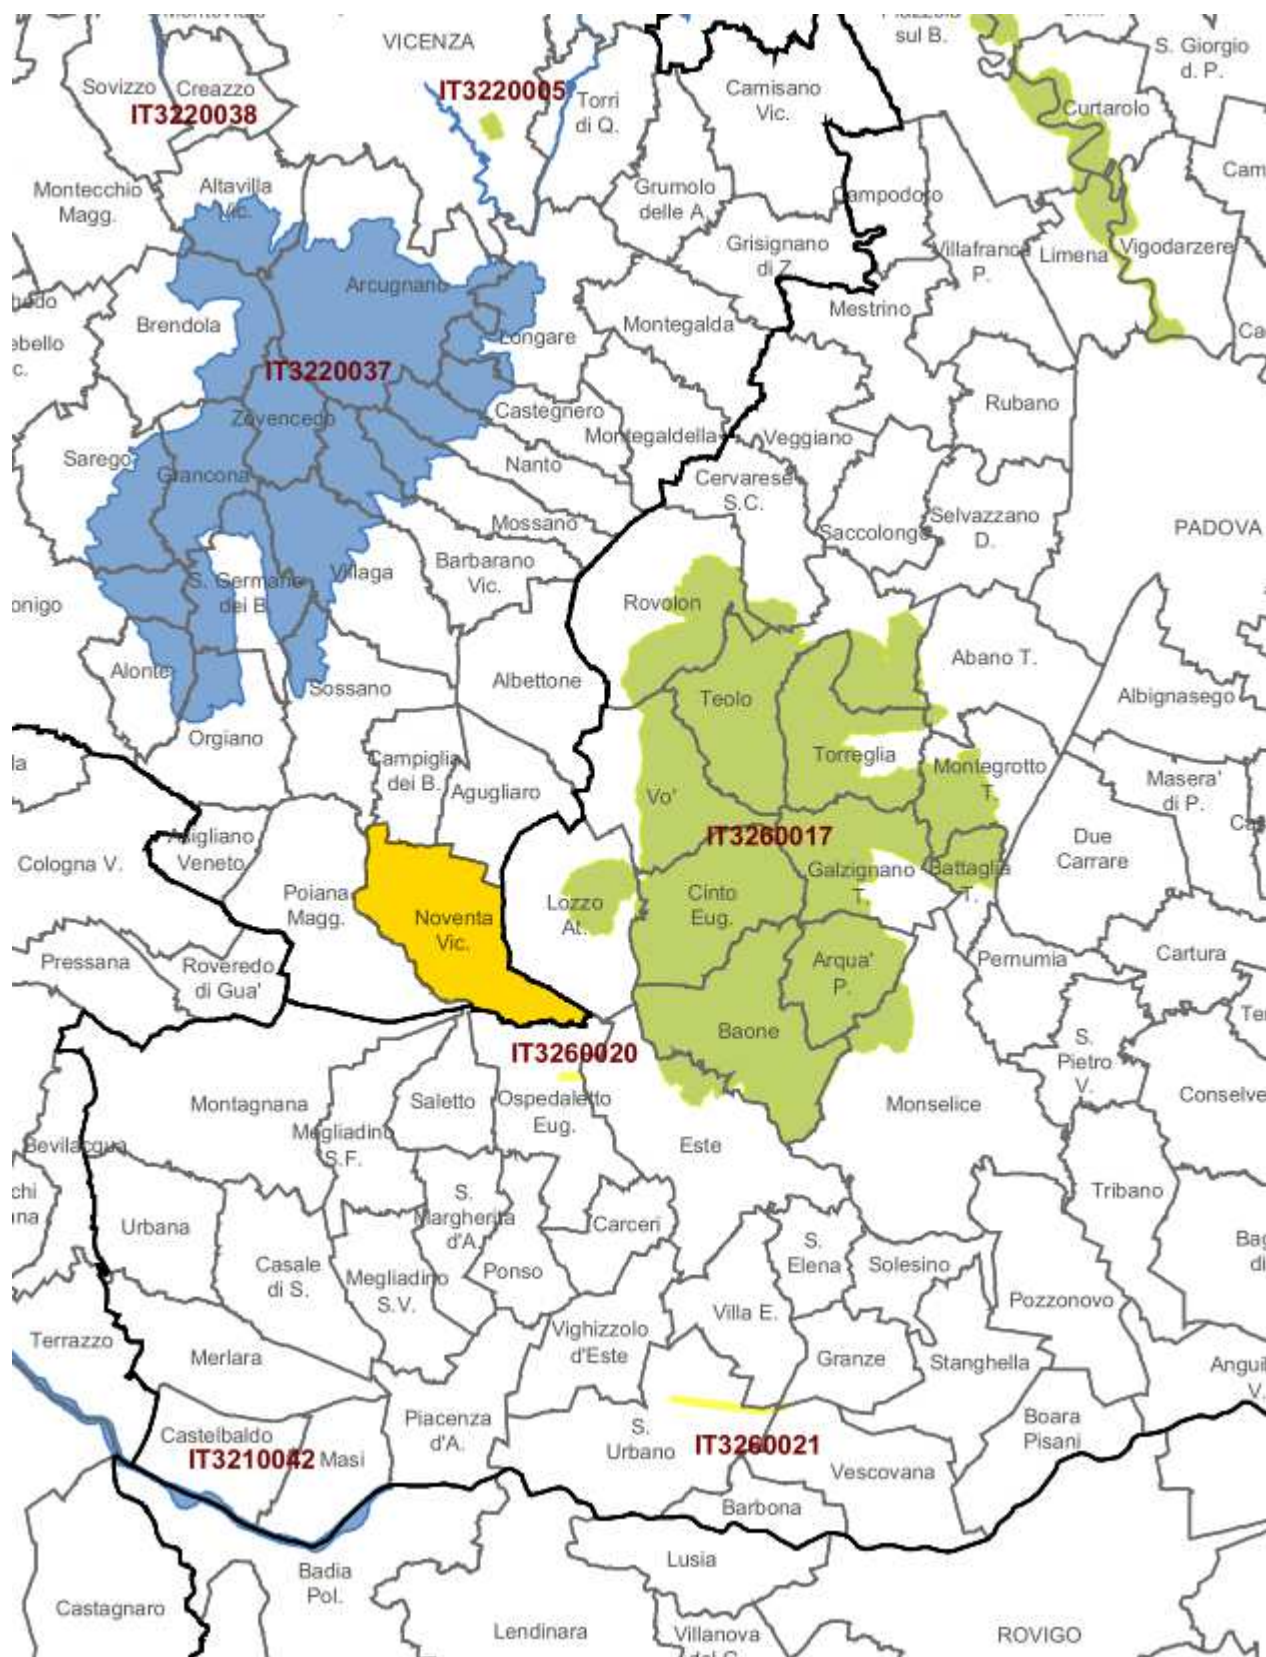 VICENZA
sul B.
S. Giorgio
d. P.
Sovizzo
Creazzo
IT3220038
IT3220005
Torri
di Q.
Camisano
Vic.
Curtarolo
Montecchio
Magg.
Altavilla
Vic.
Grumolo
delle A.
Campodoro
Cam
Grisignano
di Z.
Villafranca
P.
Limena
Vigodarzere
Arcugnano
Brendola
Longare
Montegalda
Mestrino
ebello
c.
IT3220037
Zovencedo
Castegnero
Rubano
Sarego
Grancona
Montegaldella
Veggiano
Nanto
Cervarese
S.C.
Mossano
Saccolongo
Selvazzano
D.
PADOVA
S. Germano
dei B.
Villaga
Barbarano
Vic.
onigo
Rovolon
Alonte
Sossano
Albettone
Teolo
Abano T.
Albignasego
Orgiano
Campiglia
dei B.
Agugliaro
Vo'
Torreglia
Montegrotto
T.
Masera'
di P.
la
Cologna V.
Asigliano
Veneto
IT3260017
Due
Carrare
Poiana
Magg.
Noventa
Vic.
Lozzo
At.
Cinto
Eug.
Galzignano
T.
Battaglia
T.
Pressana
Roveredo
di Gua'
Arqua'
P.
Pernumia
Cartura
Baone
IT3260020
S.
Pietro
V.
Montagnana
Saletto
Ospedaletto
Eug.
Monselice
Conselve
Bevilacqua
Megliadino
S.F.
Este
chi
ana
Urbana
S.
Margherita
d'A.
Carceri
Tribano
Casale
di S.
Megliadino
S.V.
Ponso
S.
Elena
Solesino
Villa E.
Pozzonovo
Terrazzo
Merlara
Vighizzolo
d'Este
Granze
Stanghella
Castelbaldo
IT3210042
Masi
Piacenza
d'A.
S.
Urbano
IT3260021
Boara
Pisani
Vescovana
Barbona
Lusia
Badia
Pol.
Castagnaro
Lendinara
Villanova
ROVIGO